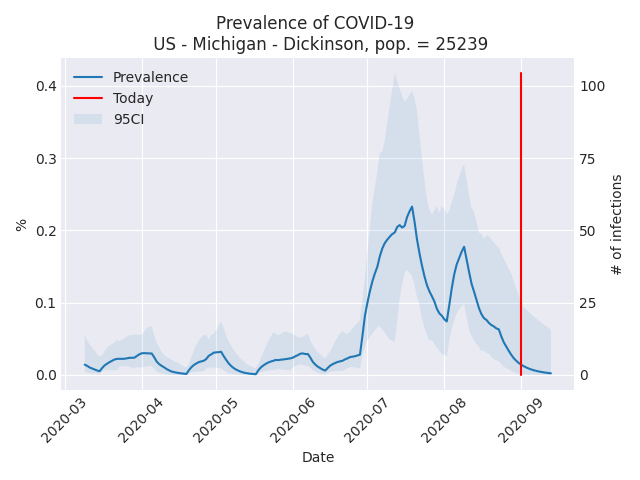 Prevalence of COVID-19
US - Michigan - Dickinson, pop. = 25239
Prevalence
Today
95CI
0.4
0.3
0.2
0.1
0.0
%
100
75
50
25
0
# of infections
2020-03
2020-04
2020-05
2020-06
2020-07
2020-08
2020-09
Date